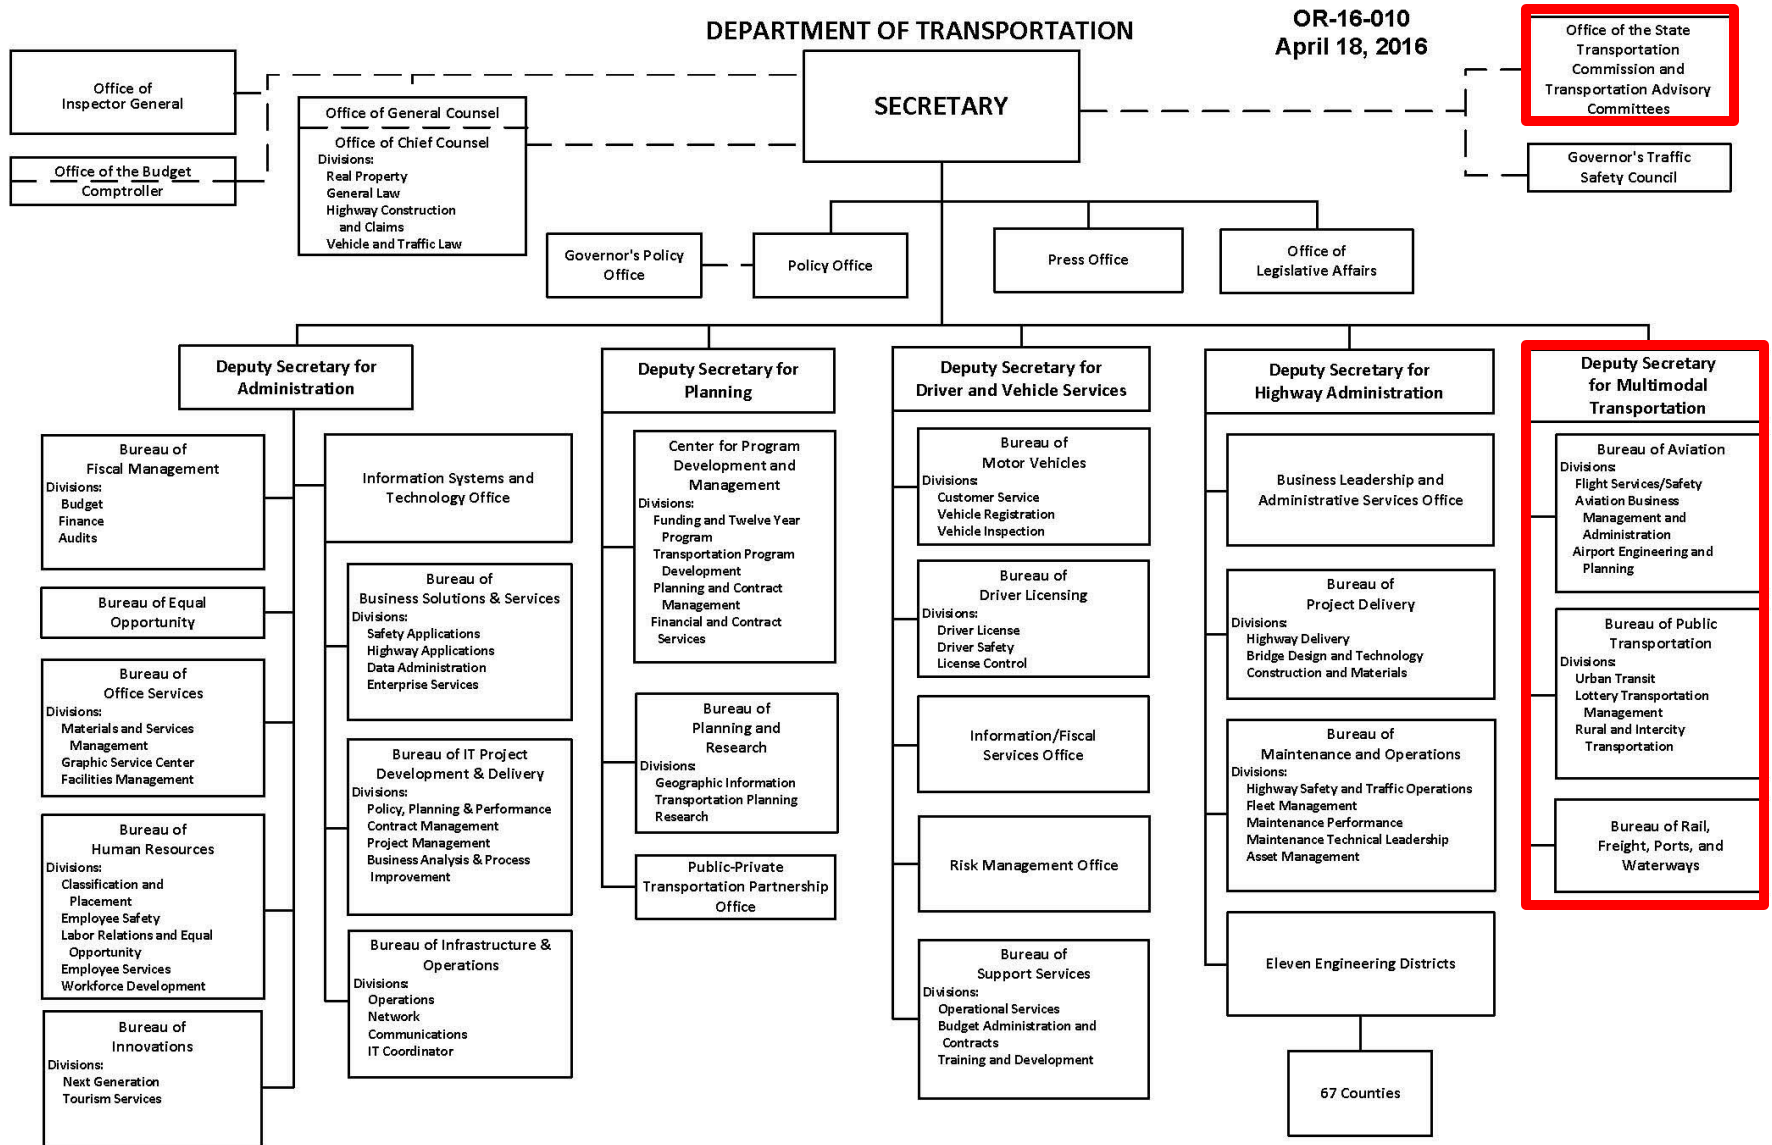 DEPARTMENT OF TRANSPORTATION
OR-16-010
April 18, 2016
Office of
Inspector General
Office of the Budget
Comptroller
Office of General Counsel
Office of Chief Counsel
Divisions:
Real Property
General Law
Highway Construction
and Claims
Vehicle and Traffic Law
SECRETARY
Office of the State
Transportation
Commission and
Transportation Advisory
Committees
Governor's Traffic
Safety Council
Governor's Policy
Office
Policy Office
Press Office
Office of
Legislative Affairs
Deputy Secretary for
Administration
Bureau of
Fiscal Management
Divisions:
Budget
Finance
Audits
Bureau of Equal
Opportunity
Bureau of
Office Services
Divisions:
Materials and Services
Management
Graphic Service Center
Facilities Management
Bureau of
Human Resources
Divisions:
Classification and
Placement
Employee Safety
Labor Relations and Equal
Opportunity
Employee Services
Workforce Development
Bureau of
Innovations
Divisions:
Next Generation
Tourism Services
Information Systems and
Technology Office
Bureau of
Business Solutions & Services
Divisions:
Safety Applications
Highway Applications
Data Administration
Enterprise Services
Bureau of IT Project
Development & Delivery
Divisions:
Policy, Planning & Performance
Contract Management
Project Management
Business Analysis & Process
Improvement
Bureau of Infrastructure &
Operations
Divisions:
Operations
Network
Communications
IT Coordinator
Deputy Secretary for
Planning
Center for Program
Development and
Management
Divisions:
Funding and Twelve Year
Program
Transportation Program
Development
Planning and Contract
Management
Financial and Contract
Services
Bureau of
Planning and
Research
Divisions:
Geographic Information
Transportation Planning
Research
Public-Private
Transportation Partnership
Office
Deputy Secretary for
Driver and Vehicle Services
Bureau of
Motor Vehicles
Divisions:
Customer Service
Vehicle Registration
Vehicle Inspection
Bureau of
Driver Licensing
Divisions:
Driver License
Driver Safety
License Control
Information/Fiscal
Services Office
Risk Management Office
Bureau of
Support Services
Divisions:
Operational Services
Budget Administration and
Contracts
Training and Development
Deputy Secretary for
Highway Administration
Business Leadership and
Administrative Services Office
Bureau of
Project Delivery
Divisions:
Highway Delivery
Bridge Design and Technology
Construction and Materials
Bureau of
Maintenance and Operations
Divisions:
Highway Safety and Traffic Operations
Fleet Management
Maintenance Performance
Maintenance Technical Leadership
Asset Management
Eleven Engineering Districts
67 Counties
Deputy Secretary
for Multimodal
Transportation
Bureau of Aviation
Divisions:
Flight Services/Safety
Aviation Business
Management and
Administration
Airport Engineering and
Planning
Bureau of Public
Transportation
Divisions:
Urban Transit
Lottery Transportation
Management
Rural and Intercity
Transportation
Bureau of Rail,
Freight, Ports, and
Waterways